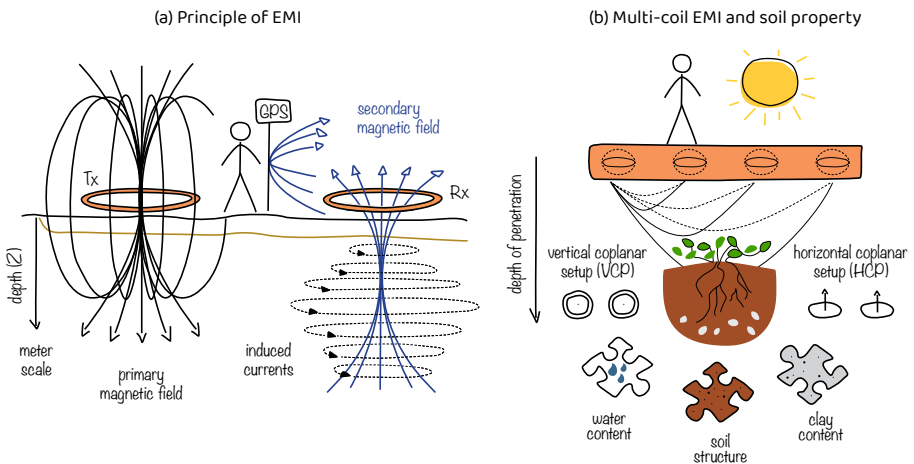 (a) Principle of EMI
GPS
secondary
magnetic field
Tx
Rx
depth (Z)
meter
scale
primary
magnetic field
induced
currents
(b) Multi-coil EMI and soil property
depth of penetration
vertical coplanar
setup (VCP)
horizontal coplanar
setup (HCP)
water
content
soil
structure
clay
content